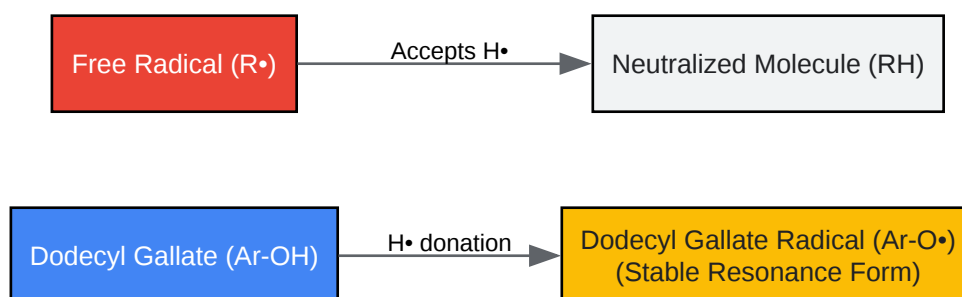 Free Radical (R•)
Accepts H•
Neutralized Molecule (RH)
Dodecyl Gallate (Ar-OH)
H• donation
Dodecyl Gallate Radical (Ar-O•)
(Stable Resonance Form)